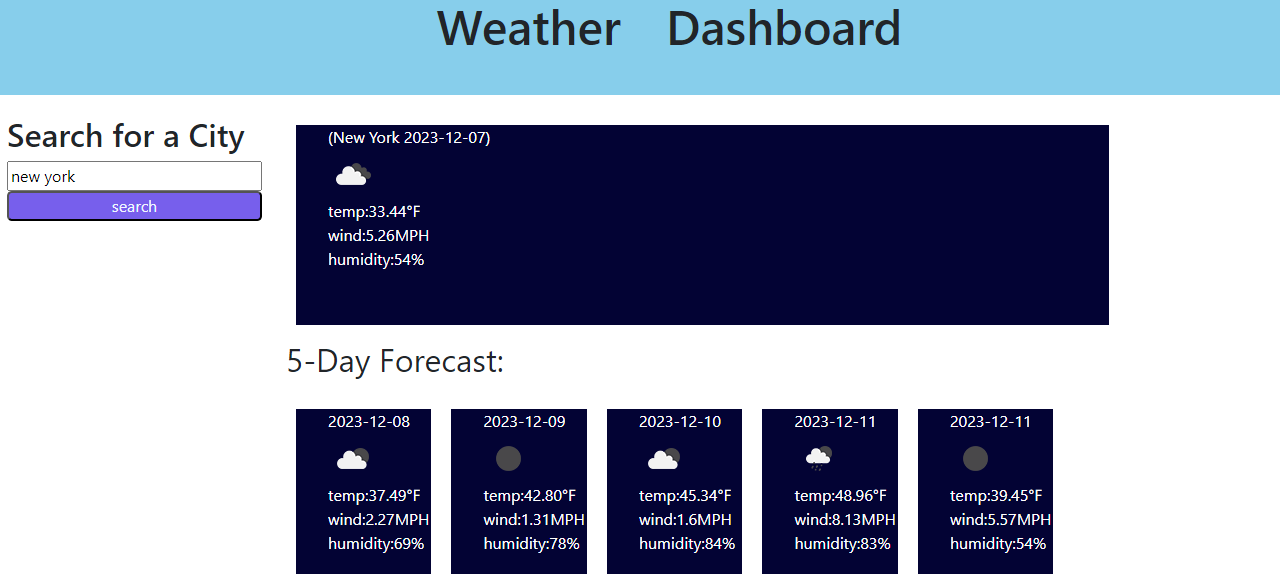 Weather Dashboard
Search for a City
new york
search
(New York 2023-12-07)
temp:33.44°F
wind:5.26MPH
humidity:54%
5-Day Forecast:
2023-12-08
temp:37.49°F
wind:2.27MPH
humidity:69%
2023-12-09
temp:42.80°F
wind:1.31MPH
humidity:78%
2023-12-10
temp:45.34°F
wind:1.6MPH
humidity:84%
2023-12-11
temp:48.96°F
wind:8.13MPH
humidity:83%
2023-12-11
temp:39.45°F
wind:5.57MPH
humidity:54%